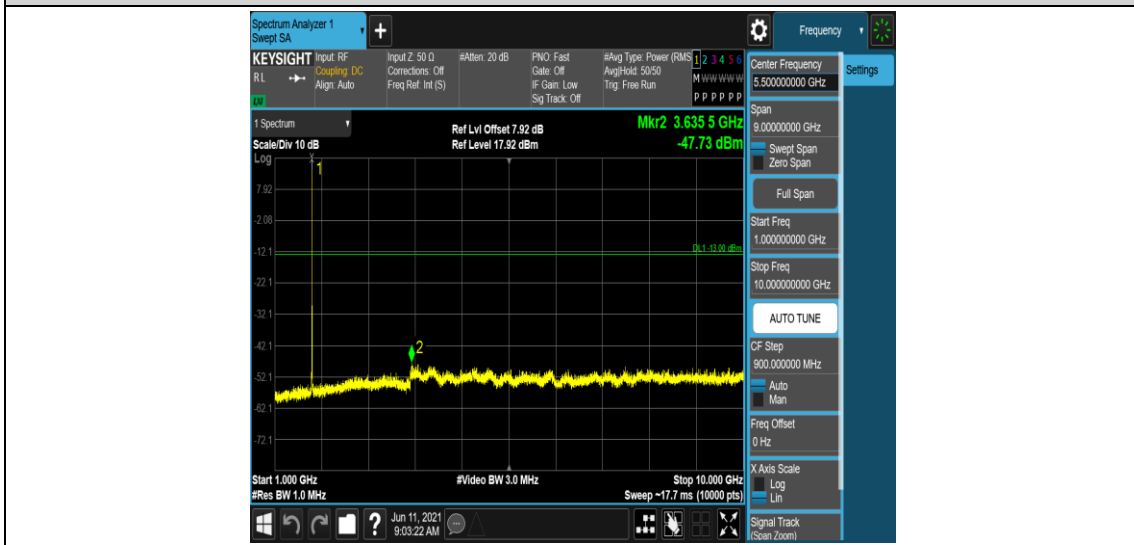 Spectrum Analyzer 1
Swept SA
+
Frequency
KEYSIGHT
RL
LXI
Input: RF
Coupling: DC
Align: Auto
Input Z: 50 Ω
Corrections: Off
Freq Ref: Int (S)
#Atten: 20 dB
PNO: Fast
Gate: Off
IF Gain: Low
Sig Track: Off
#Avg Type: Power (RMS
Avg|Hold: 50/50
Trig: Free Run
1 2 3 4 5 6
M W W W W W
P P P P P P
1 Spectrum
Scale/Div 10 dB
Ref Lvl Offset 7.92 dB
Ref Level 17.92 dBm
Mkr2 3.635 5 GHz
-47.73 dBm
Log
X
1
7.92
-2.08
-12.1
DL1 -13.00 dBm
-22.1
-32.1
-42.1
2
-52.1
-62.1
-72.1
Start 1.000 GHz
#Video BW 3.0 MHz
Stop 10.000 GHz
#Res BW 1.0 MHz
Sweep ~17.7 ms (10000 pts)
?
Jun 11, 2021
9:03:22 AM
Center Frequency
5.500000000 GHz
Settings
Span
9.00000000 GHz
Swept Span
Zero Span
Full Span
Start Freq
1.000000000 GHz
Stop Freq
10.000000000 GHz
AUTO TUNE
CF Step
900.000000 MHz
Auto
Man
Freq Offset
0 Hz
X Axis Scale
Log
Lin
Signal Track
(Span Zoom)